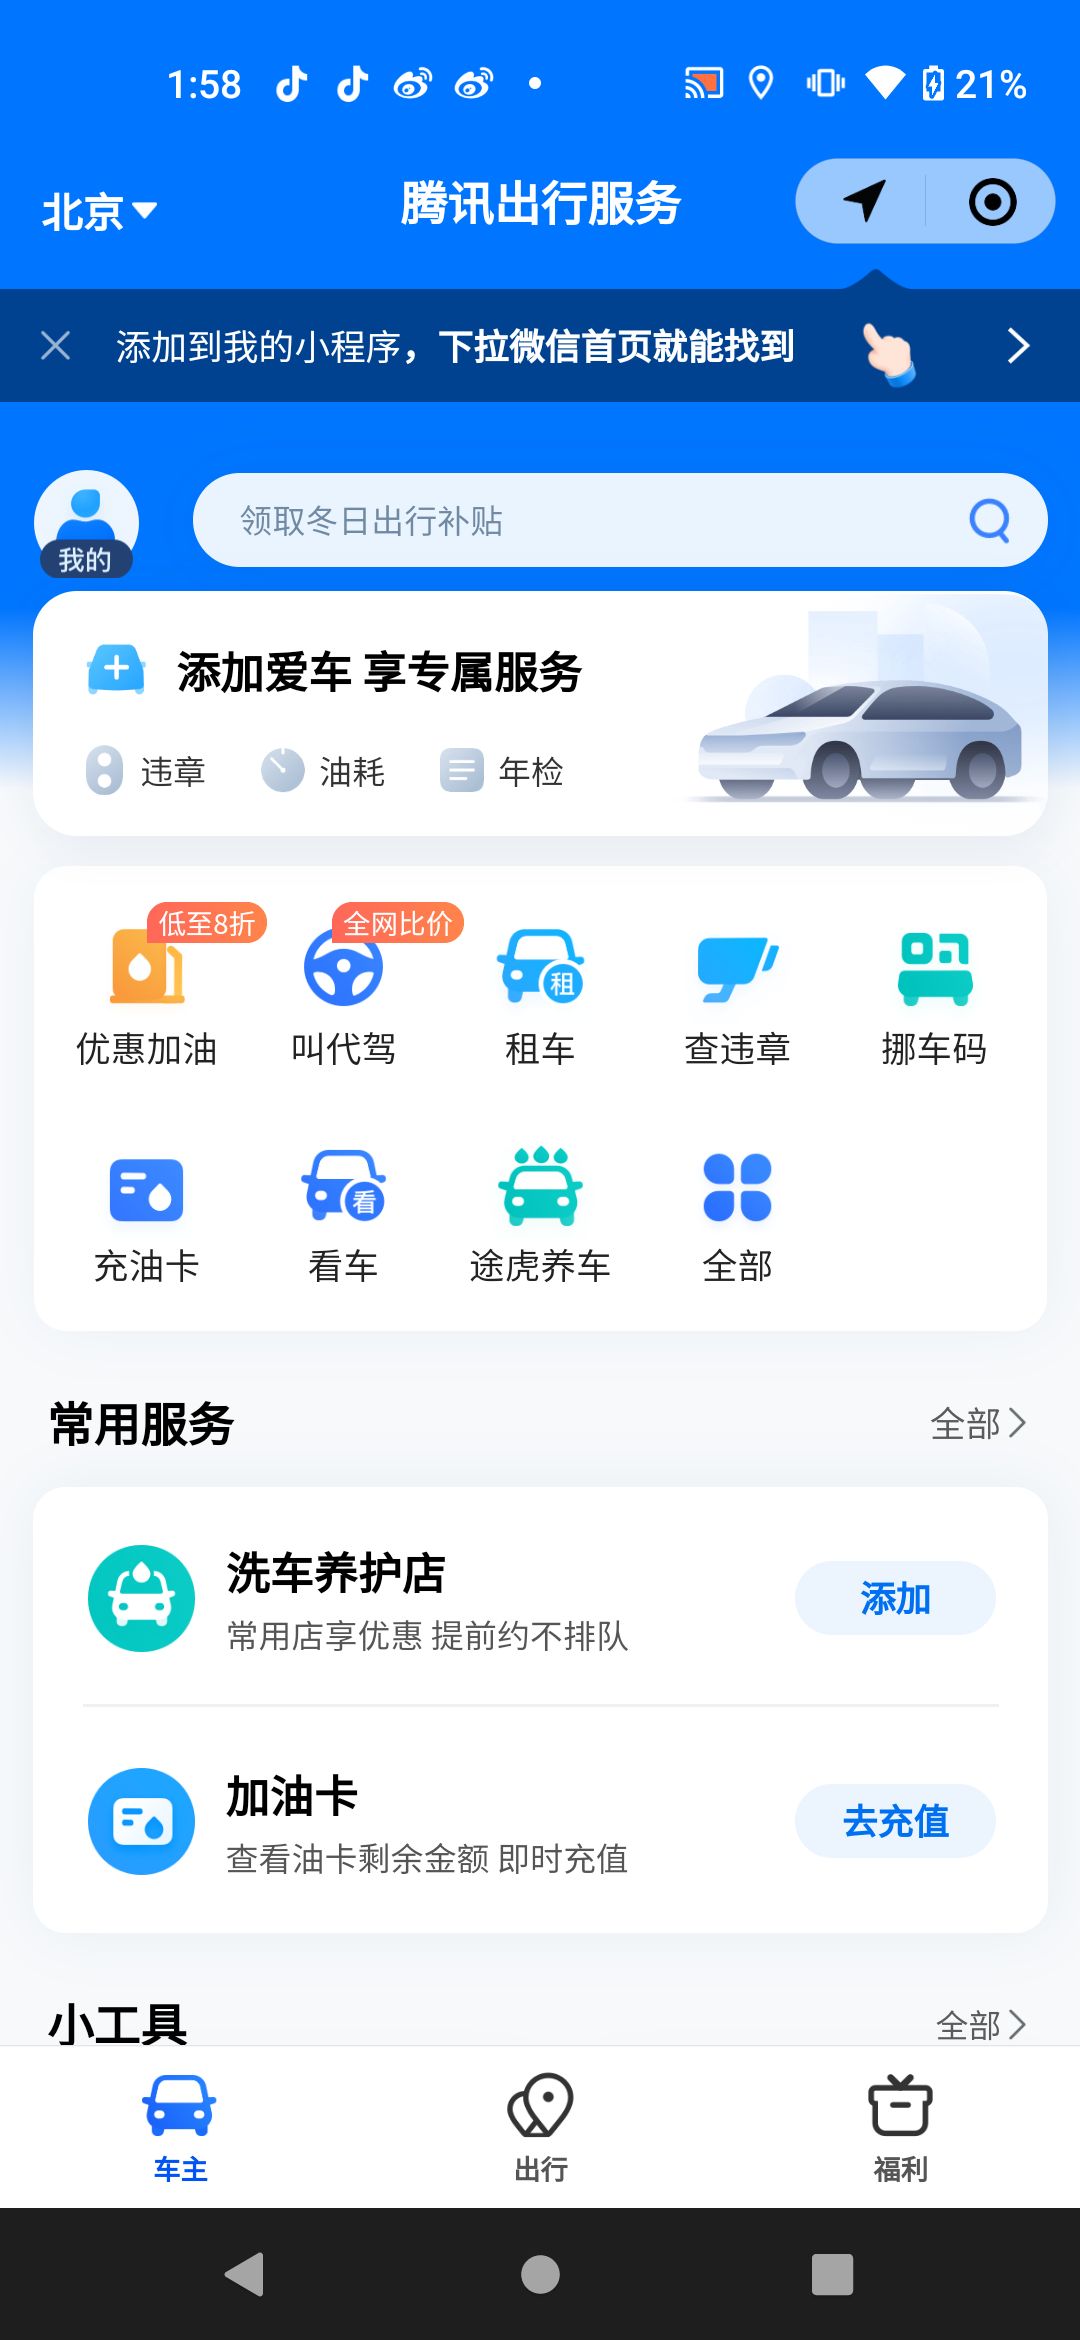 1:58
21%
北京
腾讯出行服务
添加到我的小程序，下拉微信首页就能找到
我的
领取冬日出行补贴
添加爱车 享专属服务
违章
油耗
年检
低至8折
全网比价
租
优惠加油
叫代驾
租车
查违章
挪车码
看
充油卡
看车
途虎养车
全部
常用服务
全部
洗车养护店
常用店享优惠 提前约不排队
添加
加油卡
查看油卡剩余金额 即时充值
去充值
小工具
全部
车主
出行
福利